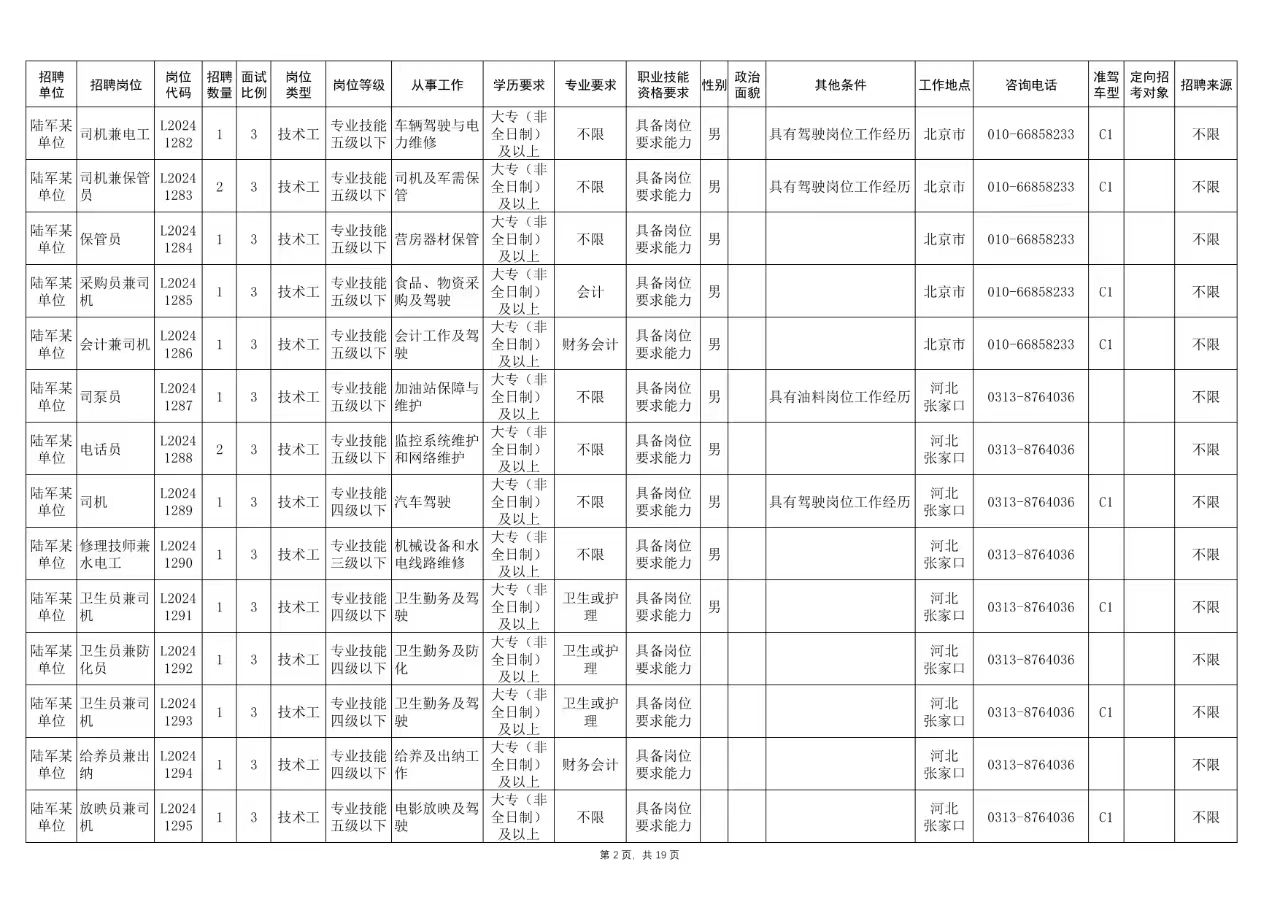 招聘单位 招聘岗位 岗位代码 招聘数量 面试比例 岗位类型 岗位等级 从事工作 学历要求 专业要求 职业技能资格要求 性别 政治面貌 其他条件 工作地点 咨询电话 准驾车型 定向招考对象 招聘来源
陆军某单位 司机兼电工 L20241282 1 3 技术工 专业技能五级以下 车辆驾驶与电力维修 大专（非全日制）及以上 不限 具备岗位要求能力 男 具有驾驶岗位工作经历 北京市 010-66858233 C1 不限
陆军某单位 司机兼保管员 L20241283 2 3 技术工 专业技能五级以下 司机及军需保管 大专（非全日制）及以上 不限 具备岗位要求能力 男 具有驾驶岗位工作经历 北京市 010-66858233 C1 不限
陆军某单位 保管员 L20241284 1 3 技术工 专业技能五级以下 营房器材保管 大专（非全日制）及以上 不限 具备岗位要求能力 男 北京市 010-66858233 不限
陆军某单位 采购员兼司机 L20241285 1 3 技术工 专业技能五级以下 食品、物资采购及驾驶 大专（非全日制）及以上 会计 具备岗位要求能力 男 北京市 010-66858233 C1 不限
陆军某单位 会计兼司机 L20241286 1 3 技术工 专业技能五级以下 会计工作及驾驶 大专（非全日制）及以上 财务会计 具备岗位要求能力 男 北京市 010-66858233 C1 不限
陆军某单位 司泵员 L20241287 1 3 技术工 专业技能五级以下 加油站保障与维护 大专（非全日制）及以上 不限 具备岗位要求能力 男 具有油料岗位工作经历 河北张家口 0313-8764036 不限
陆军某单位 电话员 L20241288 2 3 技术工 专业技能五级以下 监控系统维护和网络维护 大专（非全日制）及以上 不限 具备岗位要求能力 男 河北张家口 0313-8764036 不限
陆军某单位 司机 L20241289 1 3 技术工 专业技能四级以下 汽车驾驶 大专（非全日制）及以上 不限 具备岗位要求能力 男 具有驾驶岗位工作经历 河北张家口 0313-8764036 C1 不限
陆军某单位 修理技师兼水电工 L20241290 1 3 技术工 专业技能三级以下 机械设备和水电线路维修 大专（非全日制）及以上 不限 具备岗位要求能力 男 河北张家口 0313-8764036 不限
陆军某单位 卫生员兼司机 L20241291 1 3 技术工 专业技能四级以下 卫生勤务及驾驶 大专（非全日制）及以上 卫生或护理 具备岗位要求能力 男 河北张家口 0313-8764036 C1 不限
陆军某单位 卫生员兼防化员 L20241292 1 3 技术工 专业技能四级以下 卫生勤务及防化 大专（非全日制）及以上 卫生或护理 具备岗位要求能力 河北张家口 0313-8764036 不限
陆军某单位 卫生员兼司机 L20241293 1 3 技术工 专业技能四级以下 卫生勤务及驾驶 大专（非全日制）及以上 卫生或护理 具备岗位要求能力 河北张家口 0313-8764036 C1 不限
陆军某单位 给养员兼出纳 L20241294 1 3 技术工 专业技能四级以下 给养及出纳工作 大专（非全日制）及以上 财务会计 具备岗位要求能力 河北张家口 0313-8764036 不限
陆军某单位 放映员兼司机 L20241295 1 3 技术工 专业技能五级以下 电影放映及驾驶 大专（非全日制）及以上 不限 具备岗位要求能力 河北张家口 0313-8764036 C1 不限
第 2 页，共 19 页